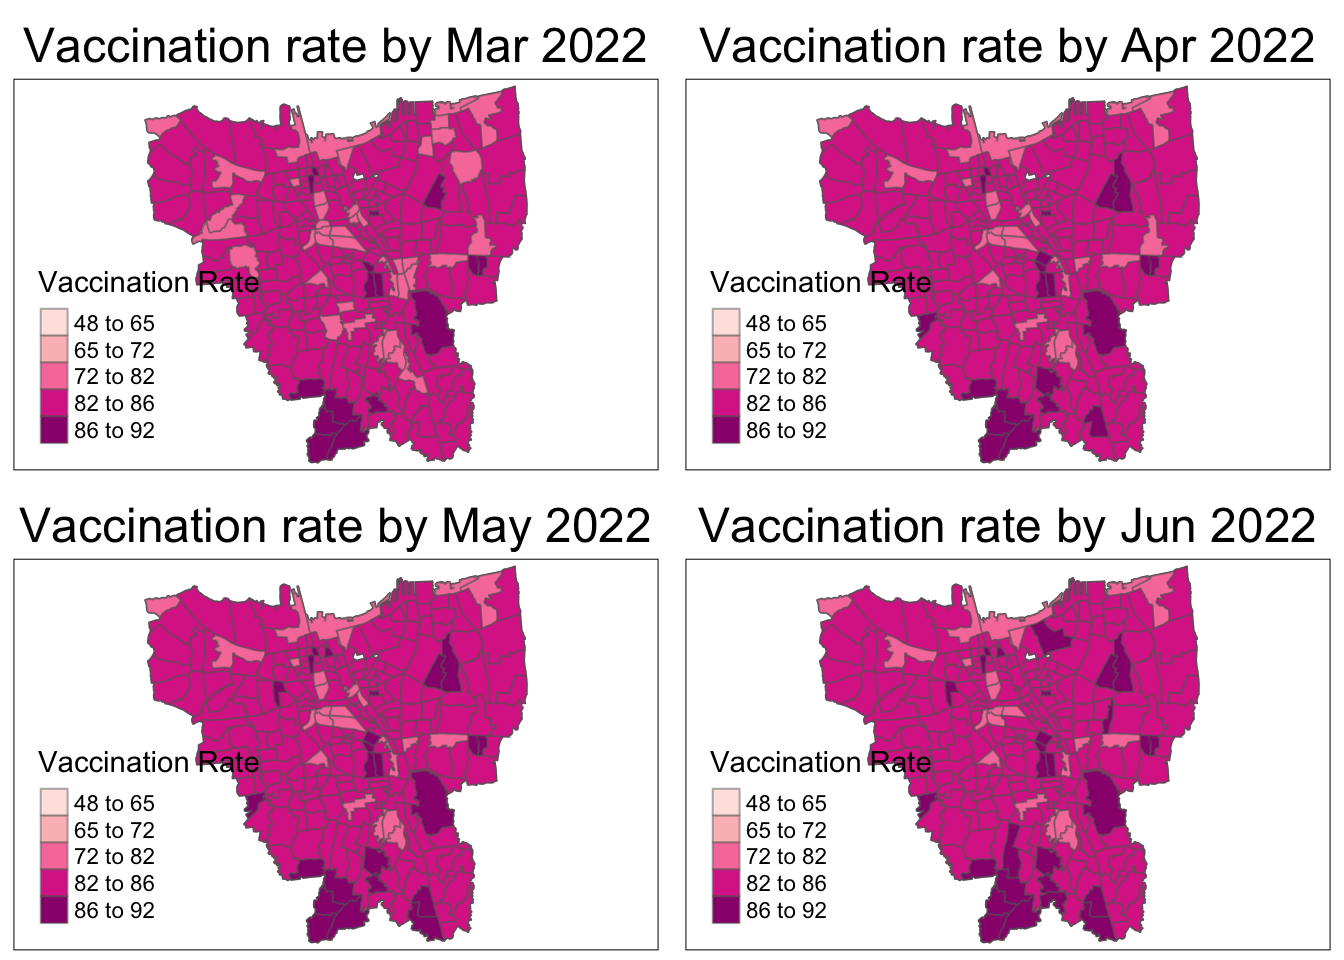 Vaccination rate by Mar 2022
Vaccination Rate
48 to 65
65 to 72
72 to 82
82 to 86
86 to 92
Vaccination rate by Apr 2022
Vaccination Rate
48 to 65
65 to 72
72 to 82
82 to 86
86 to 92
Vaccination rate by May 2022
Vaccination Rate
48 to 65
65 to 72
72 to 82
82 to 86
86 to 92
Vaccination rate by Jun 2022
Vaccination Rate
48 to 65
65 to 72
72 to 82
82 to 86
86 to 92